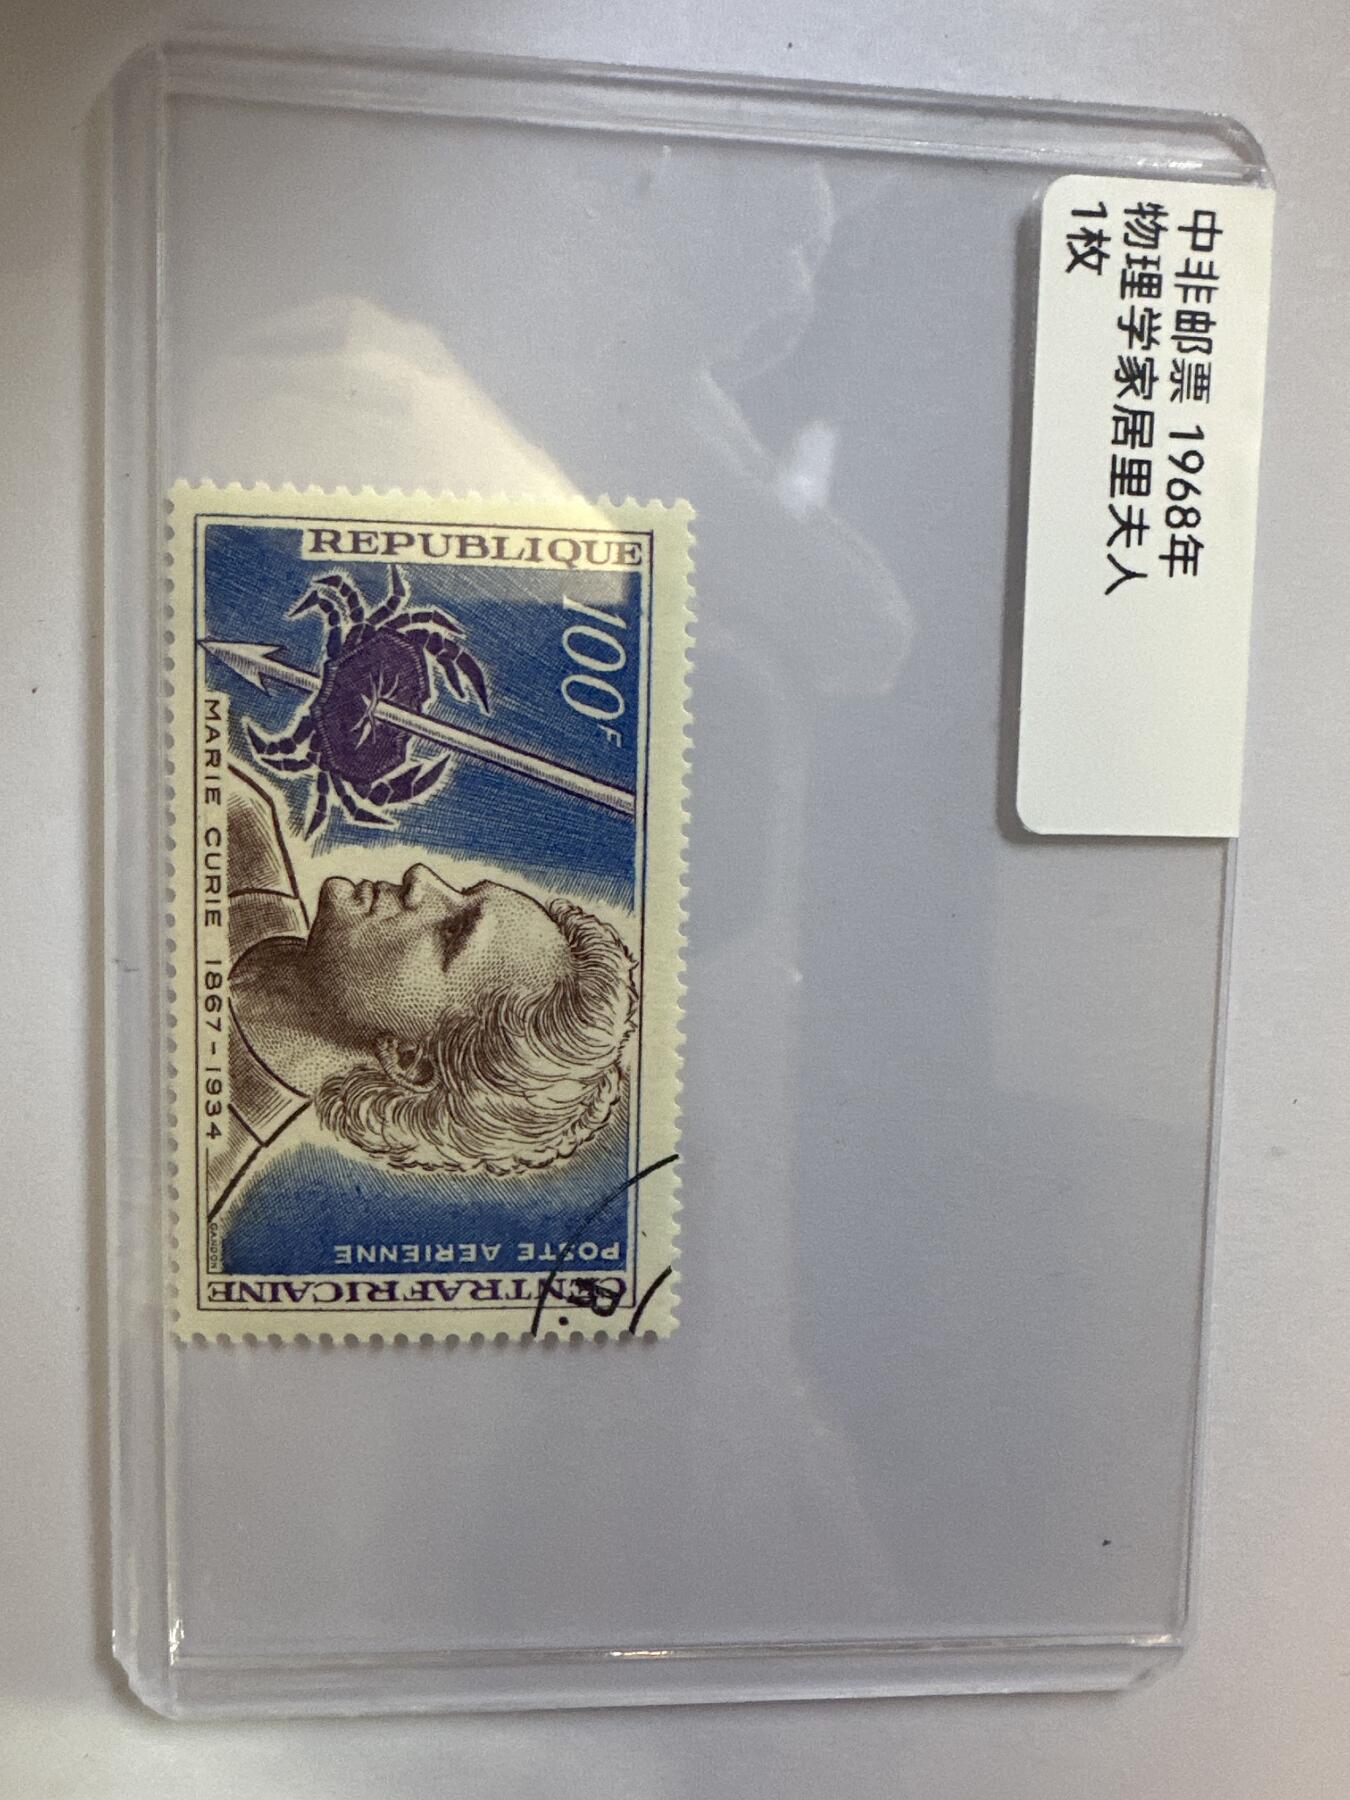 中非邮票 1968年
物理学家居里夫人
1枚
REPUBLIQUE
100F
MARIE CURIE 1867-1934
POSTE AERIENNE
CENTRAFRICAINE
GANDON